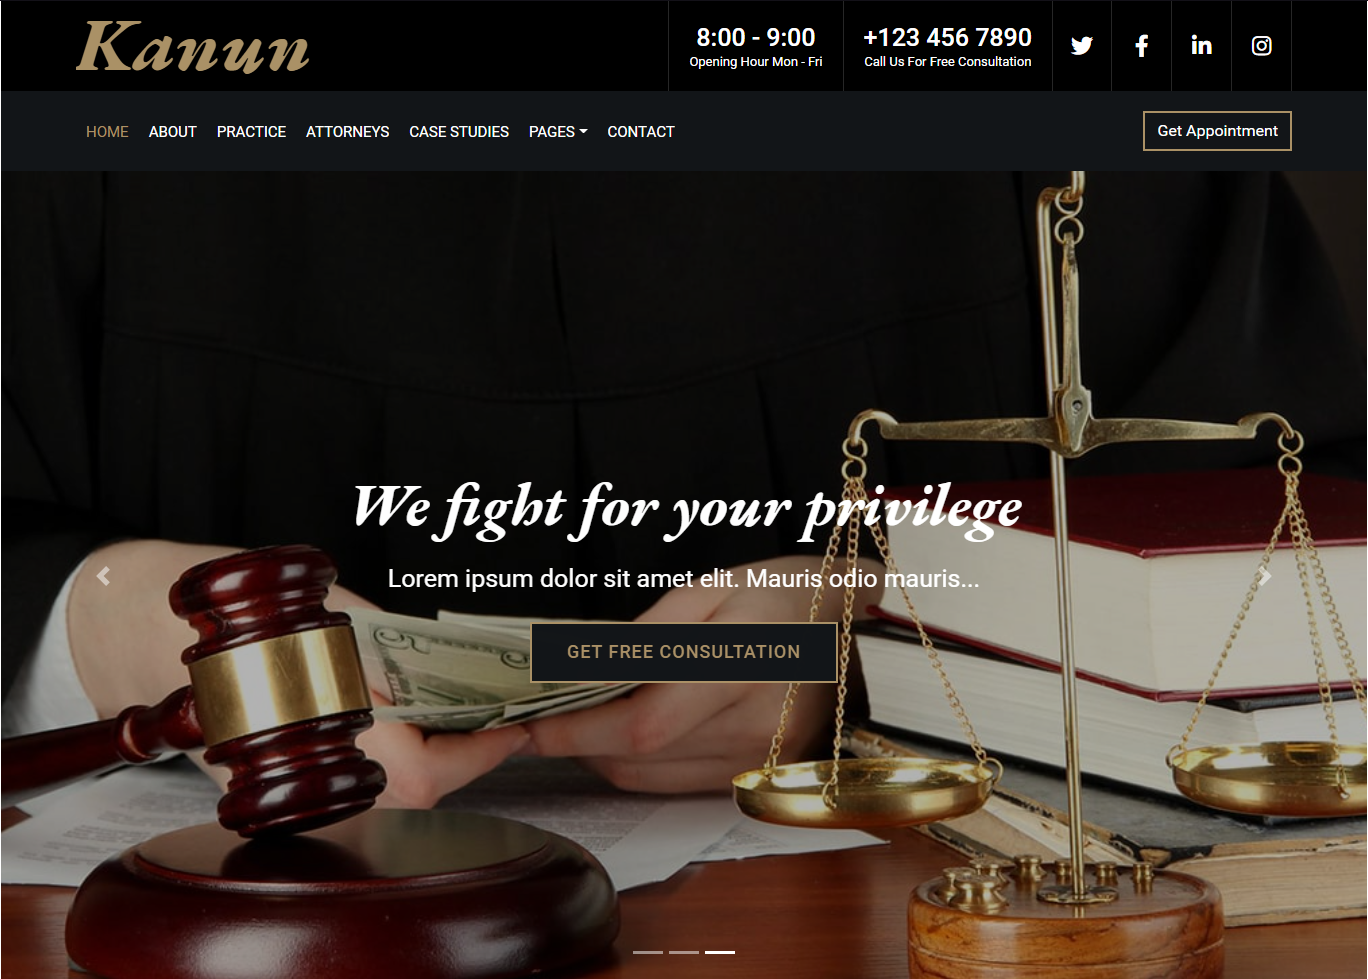 Kanun
8:00 - 9:00
Opening Hour Mon - Fri
+123 456 7890
Call Us For Free Consultation
HOME ABOUT PRACTICE ATTORNEYS CASE STUDIES PAGES CONTACT
Get Appointment
We fight for your privilege
Lorem ipsum dolor sit amet elit. Mauris odio mauris...
GET FREE CONSULTATION